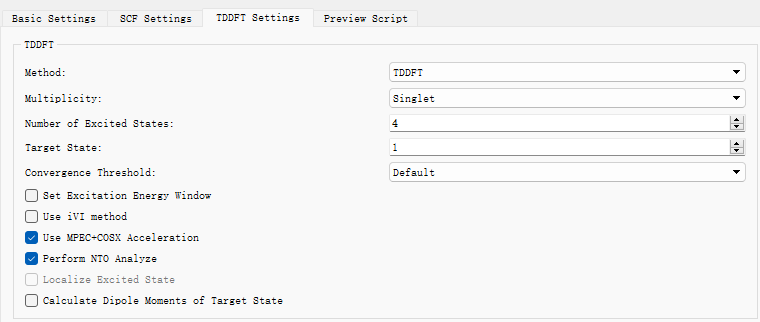 Basic Settings SCF Settings TDDFT Settings Preview Script
TDDFT
Method: TDDFT
Multiplicity: Singlet
Number of Excited States: 4
Target State: 1
Convergence Threshold: Default
Set Excitation Energy Window
Use iVI method
Use MPEC+COSX Acceleration
Perform NTO Analyze
Localize Excited State
Calculate Dipole Moments of Target State